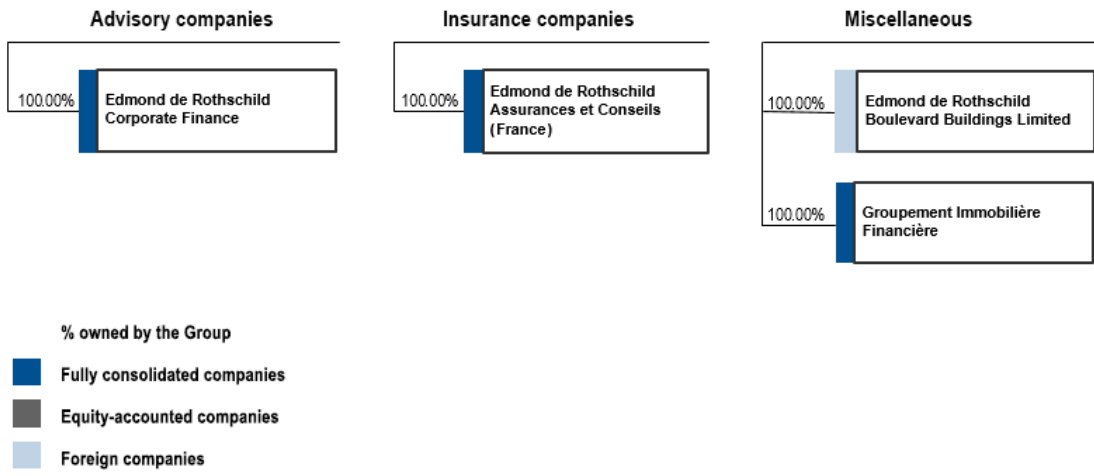 Advisory companies
100.00%
Edmond de Rothschild
Corporate Finance
Insurance companies
100.00%
Edmond de Rothschild
Assurances et Conseils
(France)
Miscellaneous
100.00%
Edmond de Rothschild
Boulevard Buildings Limited
100.00%
Groupement Immobilière
Financière
% owned by the Group
Fully consolidated companies
Equity-accounted companies
Foreign companies